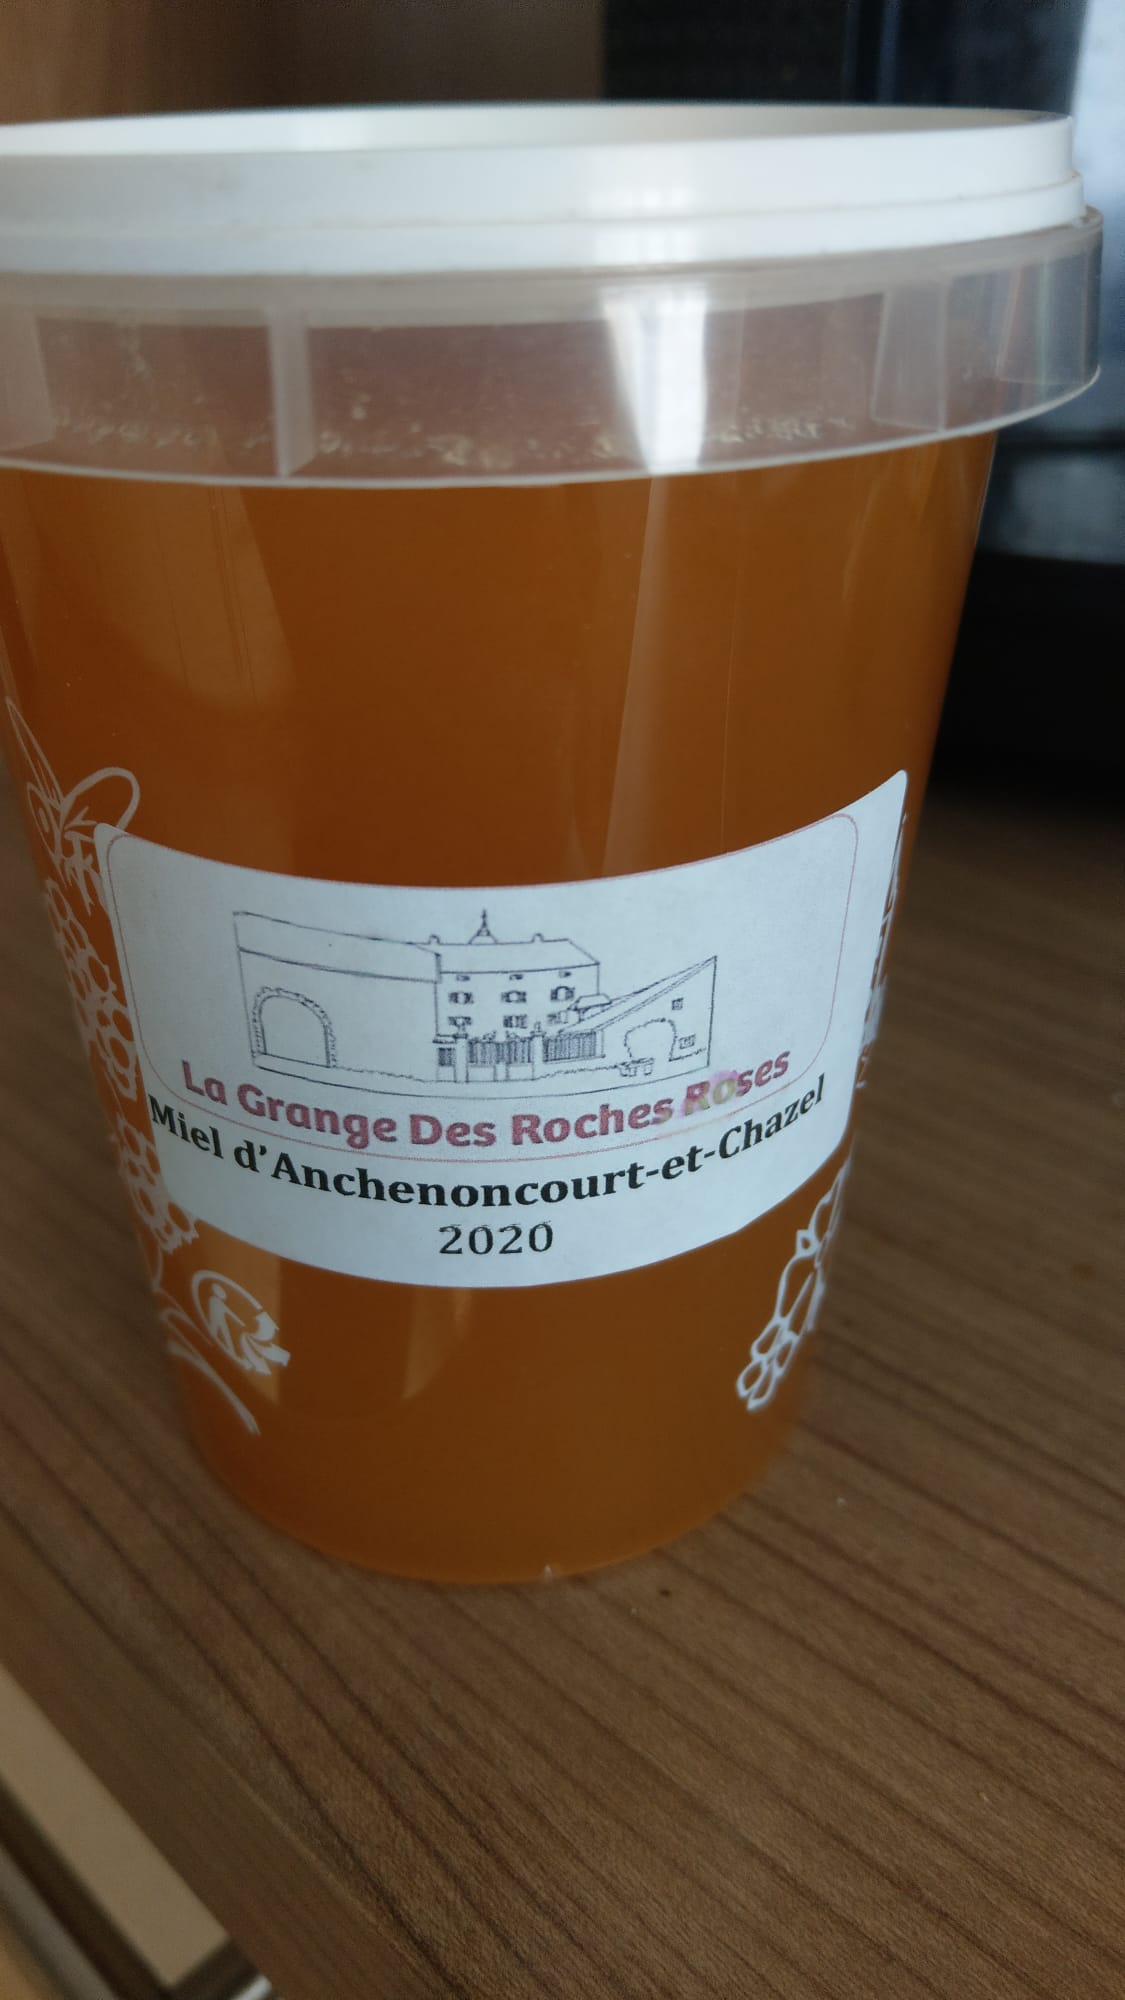 La Grange Des Roches Roses
Miel d'Anchenoncourt-et-Chazel
2020